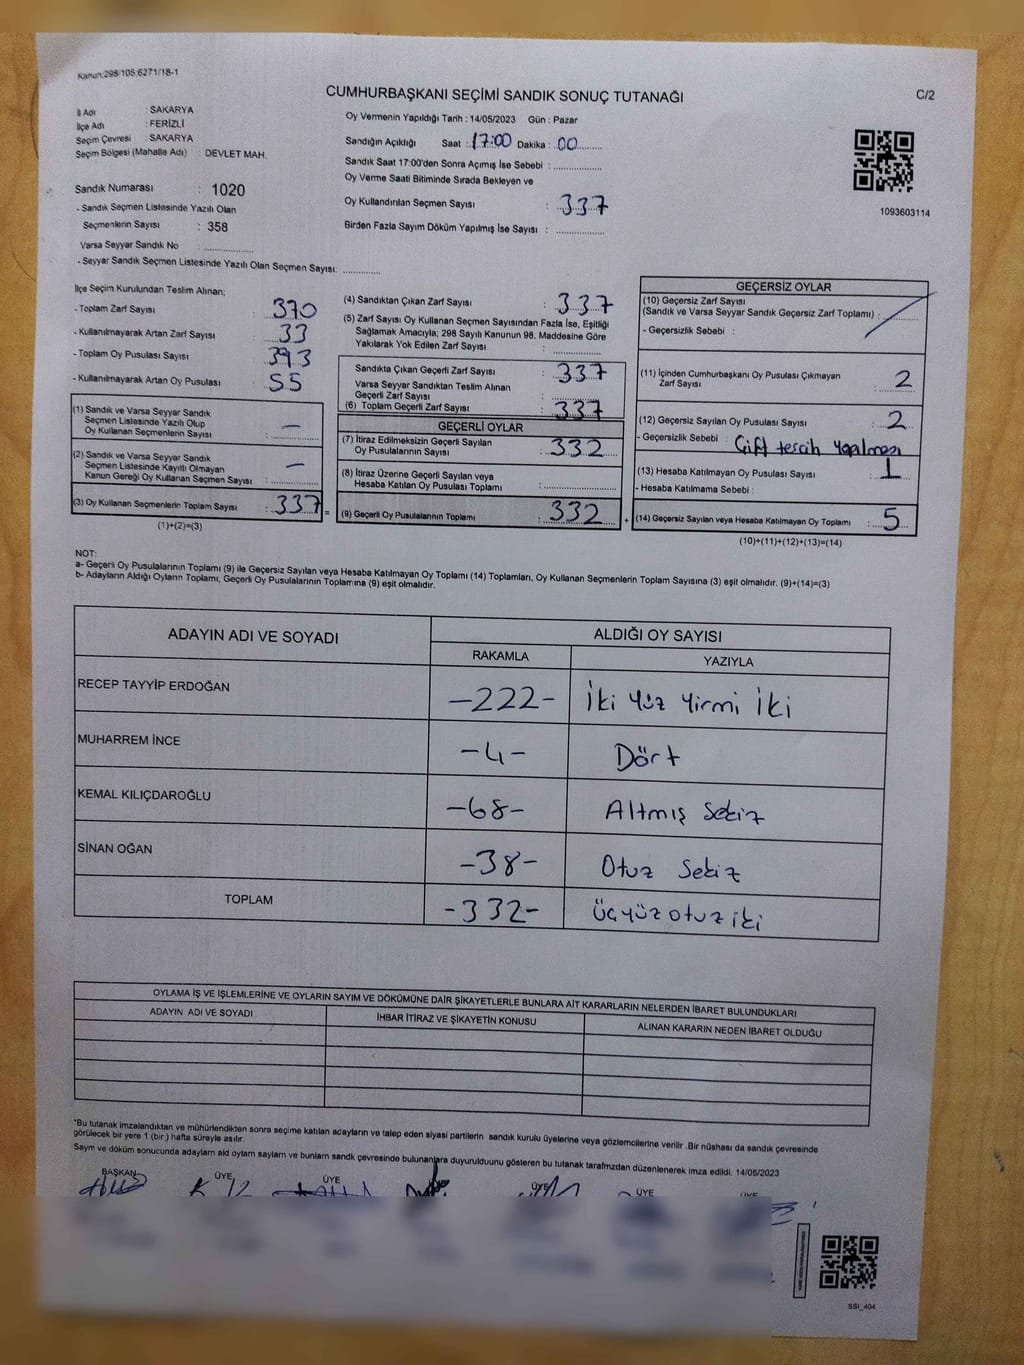 Kanun:298/105:6271/18-1
CUMHURBAŞKANI SEÇİMİ SANDIK SONUÇ TUTANAĞI
C/2
İl Adı : SAKARYA
İlçe Adı : FERİZLİ
Seçim Çevresi : SAKARYA
Seçim Bölgesi (Mahalle Adı) : DEVLET MAH.
Sandık Numarası : 1020
- Sandık Seçmen Listesinde Yazılı Olan
Seçmenlerin Sayısı : 358
Varsa Seyyar Sandık No :
- Seyyar Sandık Seçmen Listesinde Yazılı Olan Seçmen Sayısı:
Oy Vermenin Yapıldığı Tarih : 14/05/2023 Gün : Pazar
Sandığın Açıldığı Saat : 17:00 Dakika : 00
Sandık Saat 17:00'den Sonra Açımış İse Sebebi :
Oy Verme Saati Bitiminde Sırada Bekleyen ve
Oy Kullandırılan Seçmen Sayısı : 337
Birden Fazla Sayım Döküm Yapılmış İse Sayısı :
1093603114
İlçe Seçim Kurulundan Teslim Alınan;
- Toplam Zarf Sayısı : 370
- Kullanılmayarak Artan Zarf Sayısı : 33
- Toplam Oy Pusulası Sayısı : 393
- Kullanılmayarak Artan Oy Pusulası : 55
(1) Sandık ve Varsa Seyyar Sandık
Seçmen Listesinde Yazılı Olup
Oy Kullanan Seçmenlerin Sayısı : —
(2) Sandık ve Varsa Seyyar Sandık
Seçmen Listesinde Kayıtlı Olmayan
Kanun Gereği Oy Kullanan Seçmen Sayısı : —
(3) Oy Kullanan Seçmenlerin Toplam Sayısı : 337 =
(1)+(2)=(3)
(4) Sandıktan Çıkan Zarf Sayısı : 337
(5) Zarf Sayısı Oy Kullanan Seçmen Sayısından Fazla İse, Eşitliği
Sağlamak Amacıyla; 298 Sayılı Kanunun 98. Maddesine Göre
Yakılarak Yok Edilen Zarf Sayısı :
Sandıkta Çıkan Geçerli Zarf Sayısı : 337
Varsa Seyyar Sandıktan Teslim Alınan
Geçerli Zarf Sayısı :
(6) Toplam Geçerli Zarf Sayısı : 337
GEÇERLİ OYLAR
(7) İtiraz Edilmeksizin Geçerli Sayılan
Oy Pusulalarının Sayısı : 332
(8) İtiraz Üzerine Geçerli Sayılan veya
Hesaba Katılan Oy Pusulası Toplamı :
(9) Geçerli Oy Pusulalarının Toplamı : 332 +
GEÇERSİZ OYLAR
(10) Geçersiz Zarf Sayısı
(Sandık ve Varsa Seyyar Sandık Geçersiz Zarf Toplamı) :
- Geçersizlik Sebebi :
(11) İçinden Cumhurbaşkanı Oy Pusulası Çıkmayan
Zarf Sayısı : 2
(12) Geçersiz Sayılan Oy Pusulası Sayısı : 2
- Geçersizlik Sebebi : Çift tescih Yapılması
(13) Hesaba Katılmayan Oy Pusulası Sayısı : 1
- Hesaba Katılmama Sebebi :
(14) Geçersiz Sayılan veya Hesaba Katılmayan Oy Toplamı : 5
(10)+(11)+(12)+(13)=(14)
NOT:
a- Geçerli Oy Pusulalarının Toplamı (9) ile Geçersiz Sayılan veya Hesaba Katılmayan Oy Toplamı (14) Toplamları, Oy Kullanan Seçmenlerin Toplam Sayısına (3) eşit olmalıdır. (9)+(14)=(3)
b- Adayların Aldığı Oyların Toplamı, Geçerli Oy Pusulalarının Toplamına (9) eşit olmalıdır.
ADAYIN ADI VE SOYADI
ALDIĞI OY SAYISI
RAKAMLA
YAZIYLA
RECEP TAYYİP ERDOĞAN -222- İki Yüz Yirmi İki
MUHARREM İNCE -4- Dört
KEMAL KILIÇDAROĞLU -68- Altmış Sekiz
SİNAN OĞAN -38- Otuz Sekiz
TOPLAM -332- Üçyüzotuziki
OYLAMA İŞ VE İŞLEMLERİNE VE OYLARIN SAYIM VE DÖKÜMÜNE DAİR ŞİKAYETLERLE BUNLARA AİT KARARLARIN NELERDEN İBARET BULUNDUKLARI
ADAYIN ADI VE SOYADI
İHBAR İTİRAZ VE ŞİKAYETİN KONUSU
ALINAN KARARIN NEDEN İBARET OLDUĞU
"Bu tutanak imzalandıktan ve mühürlendikten sonra seçime katılan adayların ve talep eden siyasi partilerin sandık kurulu üyelerine veya gözlemcilerine verilir .Bir nüshası da sandık çevresinde
görülecek bir yere 1 (bir ) hafta süreyle asılır.
Sayım ve döküm sonucunda adayların ald oyların sayların ve bunların sandk çevresinde bulunanlara duyurulduunu gösteren bu tutanak tarafmzdan düzenlenerek imza edildi. 14/05/2023
BAŞKAN ÜYE ÜYE ÜYE ÜYE ÜYE
SSİ_404